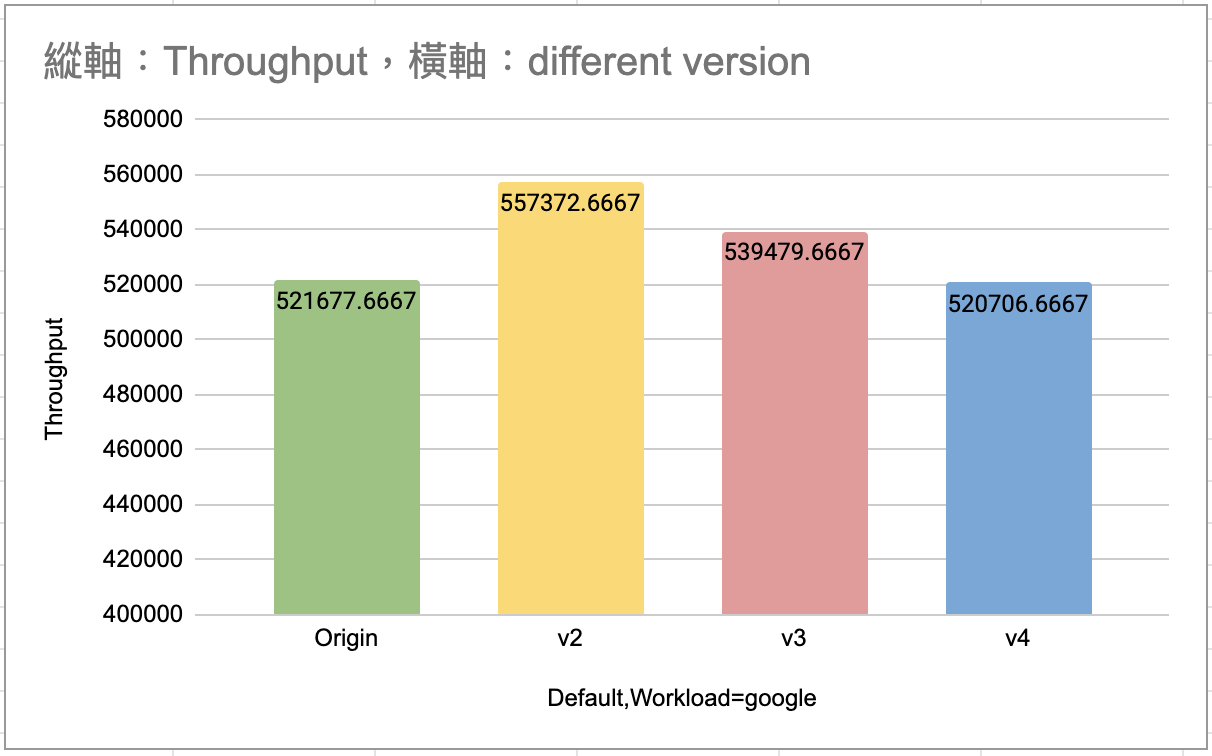 縱軸：Throughput，橫軸：different version
580000
560000
540000
520000
500000
480000
460000
440000
420000
400000
Throughput
521677.6667
557372.6667
539479.6667
520706.6667
Origin
v2
v3
v4
Default,Workload=google